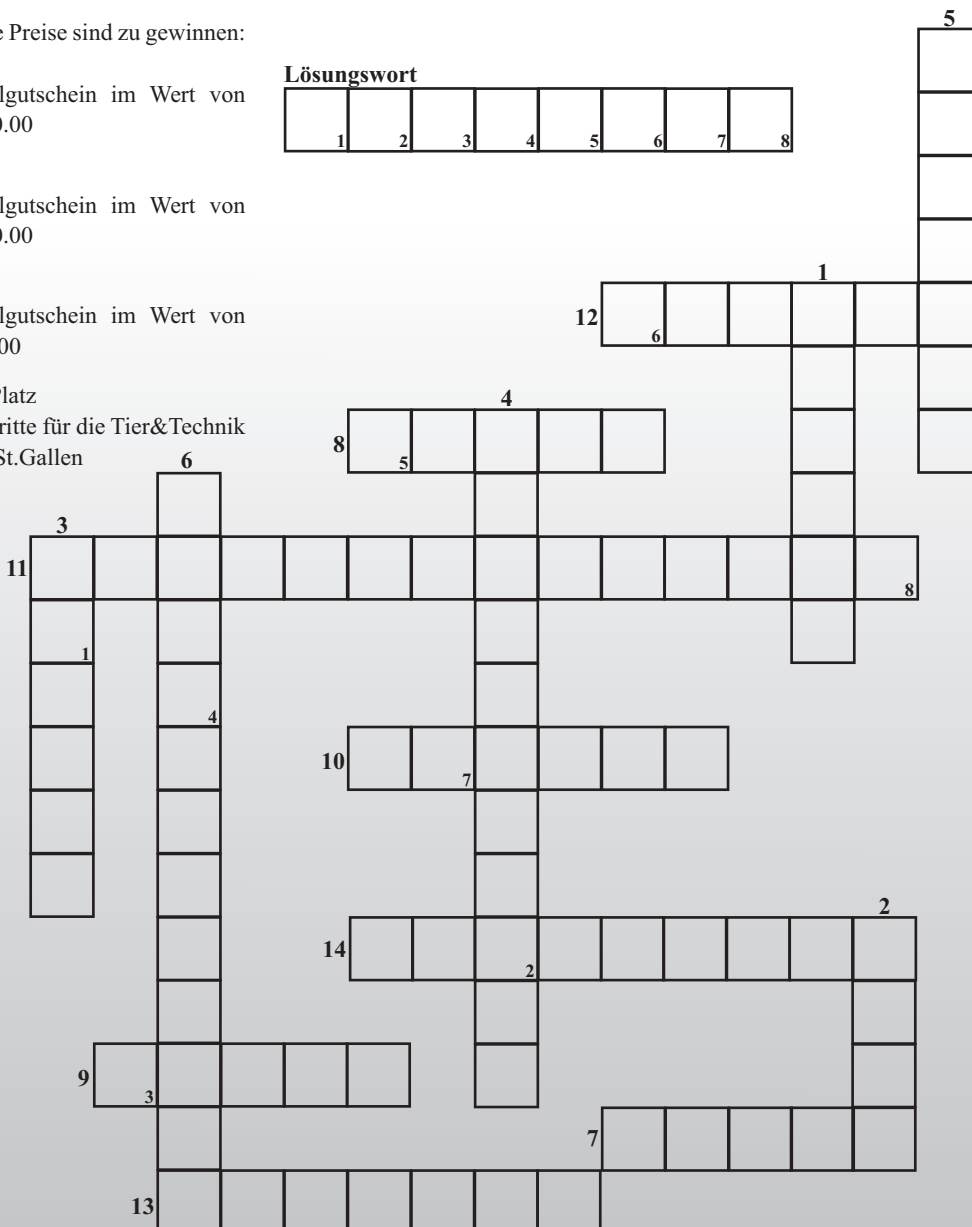 e Preise sind zu gewinnen:
lgutschein im Wert von
0.00
lgutschein im Wert von
0.00
lgutschein im Wert von
00
Platz
ritte für die Tier&Technik
St.Gallen
Lösungswort
1 2 3 4 5 6 7 8
5
1
12
6
4
8
5
6
3
11
8
1
4
10
7
2
14
2
9
3
7
13